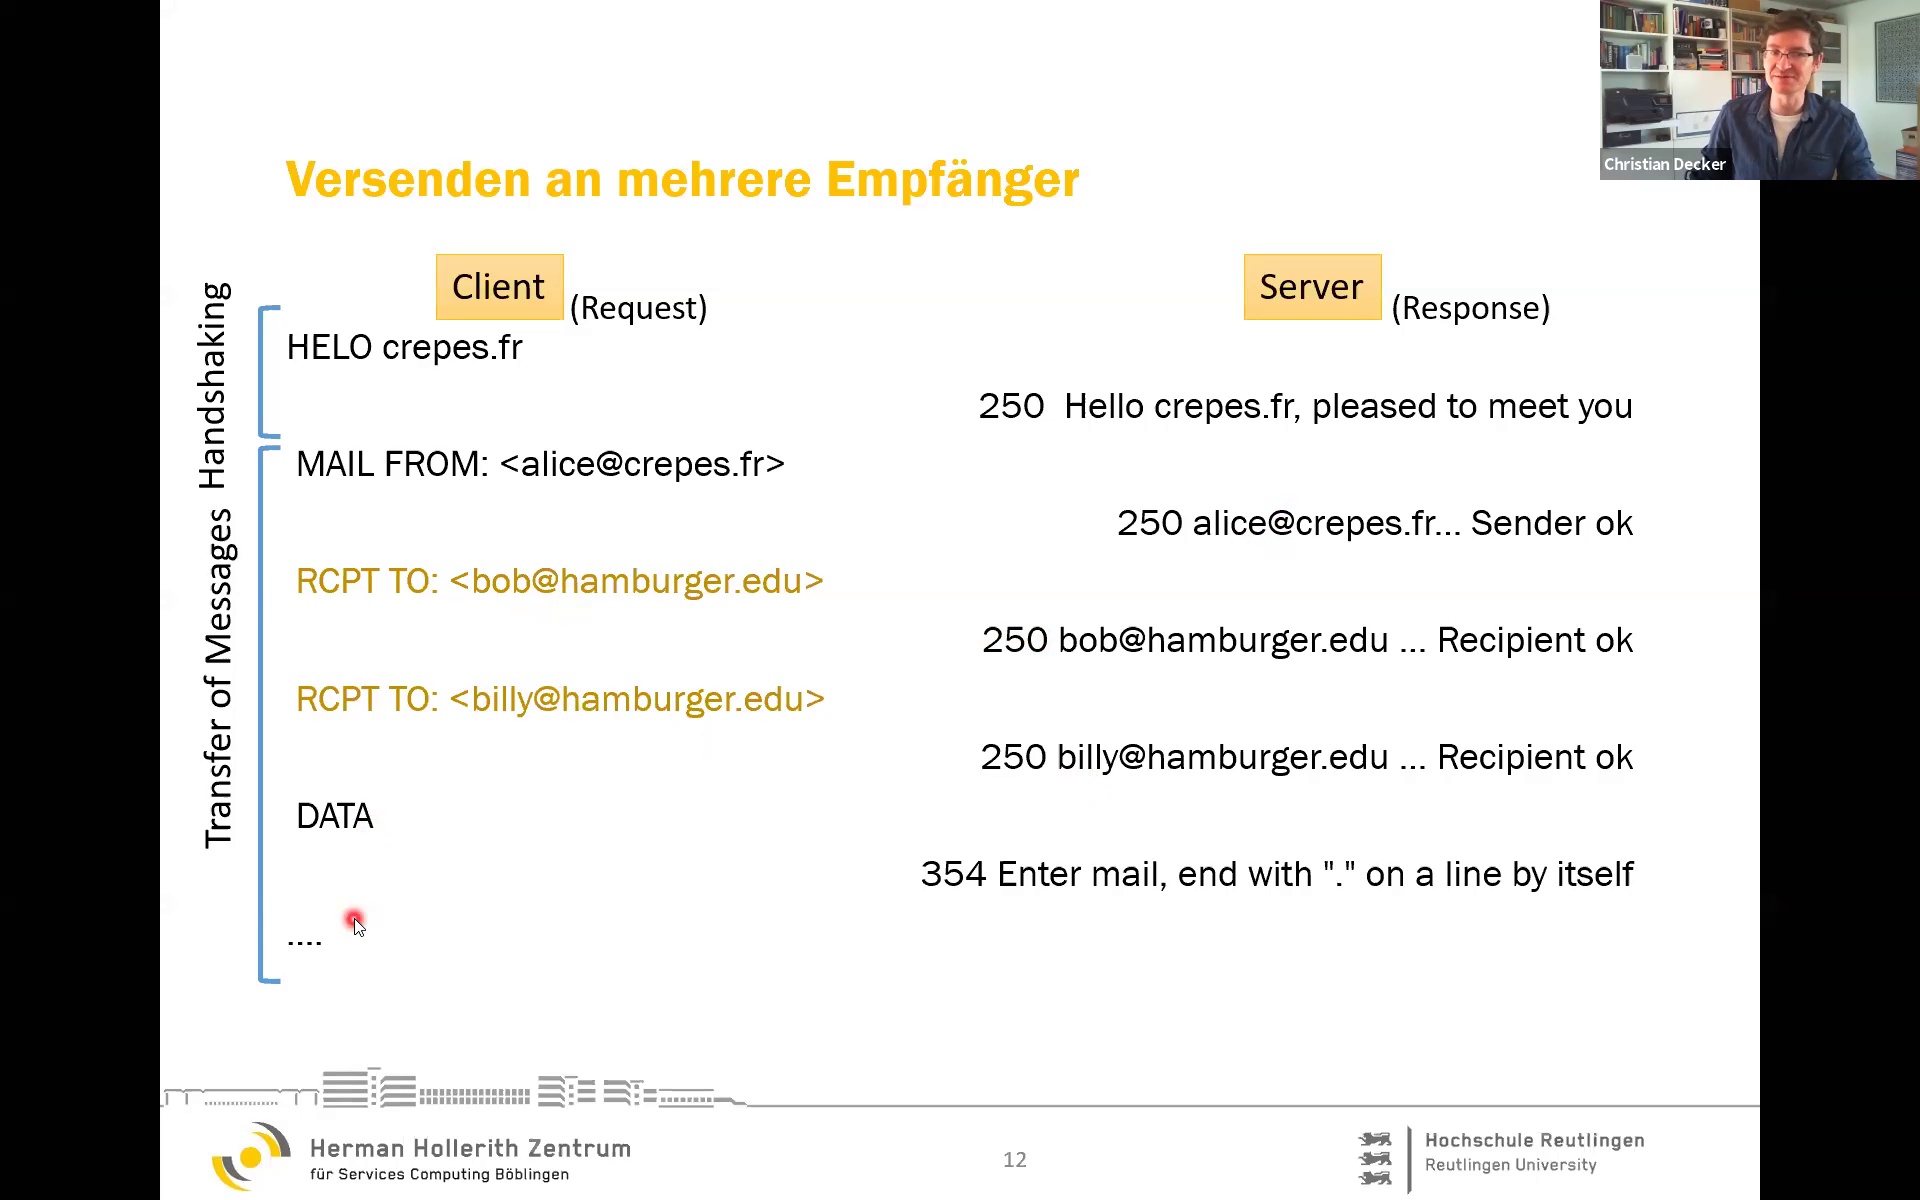 Christian Decker
Versenden an mehrere Empfänger
Client (Request)
Server (Response)
Handshaking
HELO crepes.fr
250 Hello crepes.fr, pleased to meet you
Transfer of Messages
MAIL FROM: <alice@crepes.fr>
250 alice@crepes.fr... Sender ok
RCPT TO: <bob@hamburger.edu>
250 bob@hamburger.edu ... Recipient ok
RCPT TO: <billy@hamburger.edu>
250 billy@hamburger.edu ... Recipient ok
DATA
354 Enter mail, end with "." on a line by itself
....
Herman Hollerith Zentrum
für Services Computing Böblingen
12
Hochschule Reutlingen
Reutlingen University